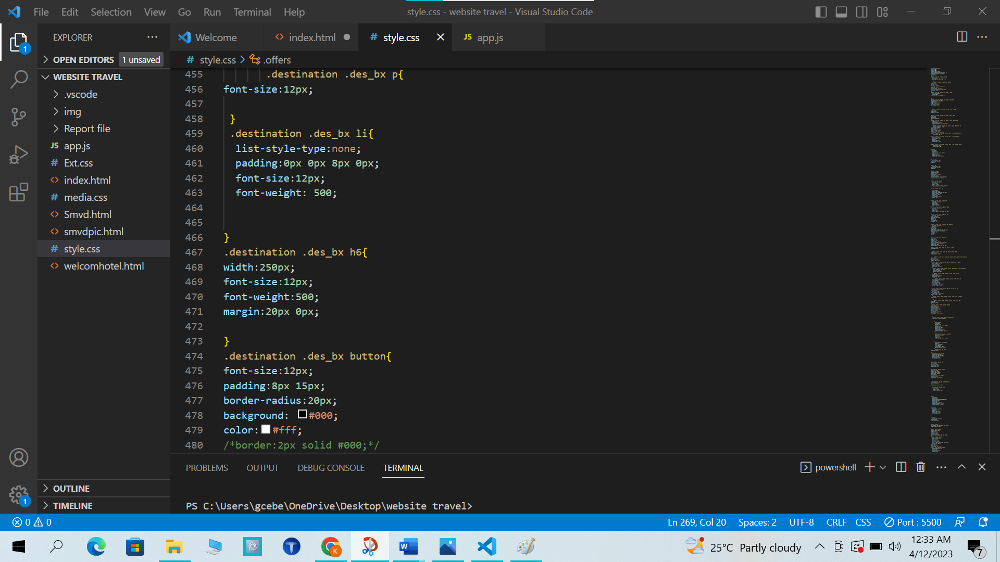 File Edit Selection View Go Run Terminal Help style.css - website travel - Visual Studio Code
EXPLORER
OPEN EDITORS 1 unsaved
WEBSITE TRAVEL
.vscode
img
Report file
JS app.js
# Ext.css
<> index.html
# media.css
<> Smvd.html
<> smvdpic.html
# style.css
<> welcomhotel.html
OUTLINE
TIMELINE
1
1
Welcome <> index.html # style.css JS app.js
# style.css > .offers
455 .destination .des_bx p{
456 font-size:12px;
457
458 }
459 .destination .des_bx li{
460 list-style-type:none;
461 padding:0px 0px 8px 0px;
462 font-size:12px;
463 font-weight: 500;
464
465
466 }
467 .destination .des_bx h6{
468 width:250px;
469 font-size:12px;
470 font-weight:500;
471 margin:20px 0px;
472
473 }
474 .destination .des_bx button{
475 font-size:12px;
476 padding:8px 15px;
477 border-radius:20px;
478 background: #000;
479 color:#fff;
480 /*border:2px solid #000;*/
PROBLEMS OUTPUT DEBUG CONSOLE TERMINAL powershell
PS C:\Users\gcebe\OneDrive\Desktop\website travel>
0 0 Ln 269, Col 20 Spaces: 2 UTF-8 CRLF CSS Port : 5500
T K W 25°C Partly cloudy 12:33 AM
4/12/2023 7